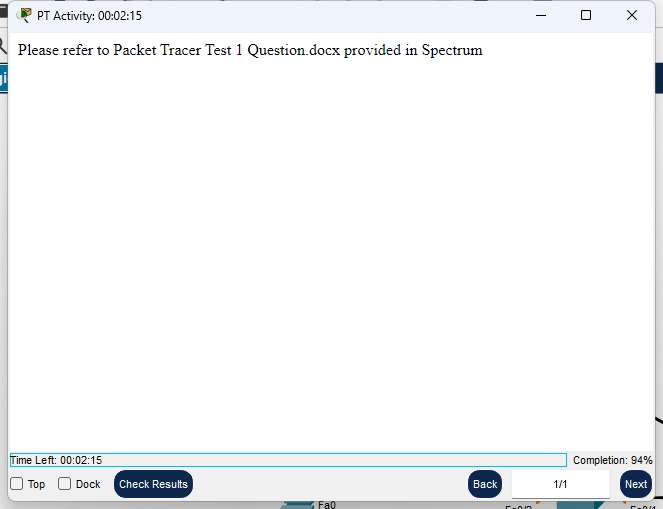 PT Activity: 00:02:15
Please refer to Packet Tracer Test 1 Question.docx provided in Spectrum
Time Left: 00:02:15
Completion: 94%
Top
Dock
Check Results
Back
1/1
Next
Fa0